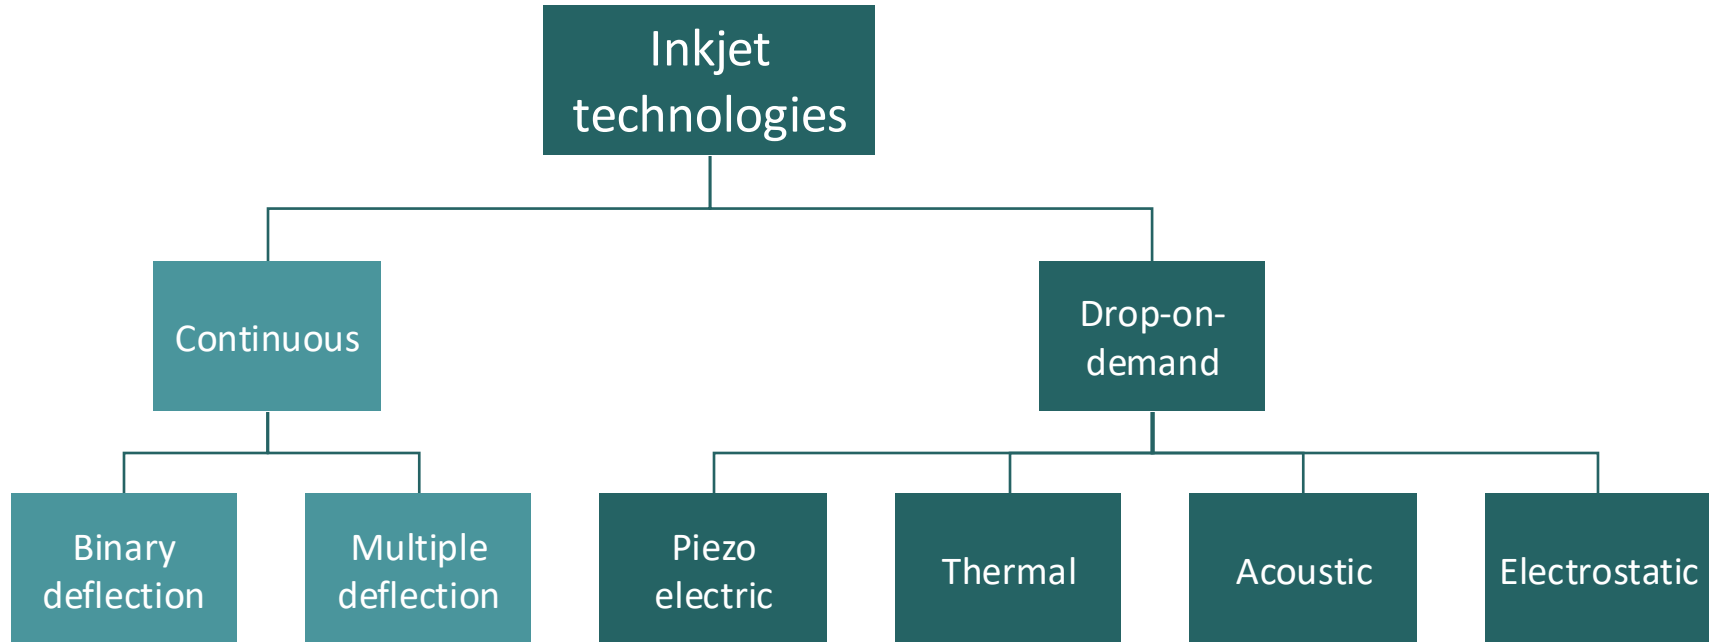 Inkjet
technologies
Continuous
Drop-on-
demand
Binary
deflection
Multiple
deflection
Piezo
electric
Thermal
Acoustic
Electrostatic